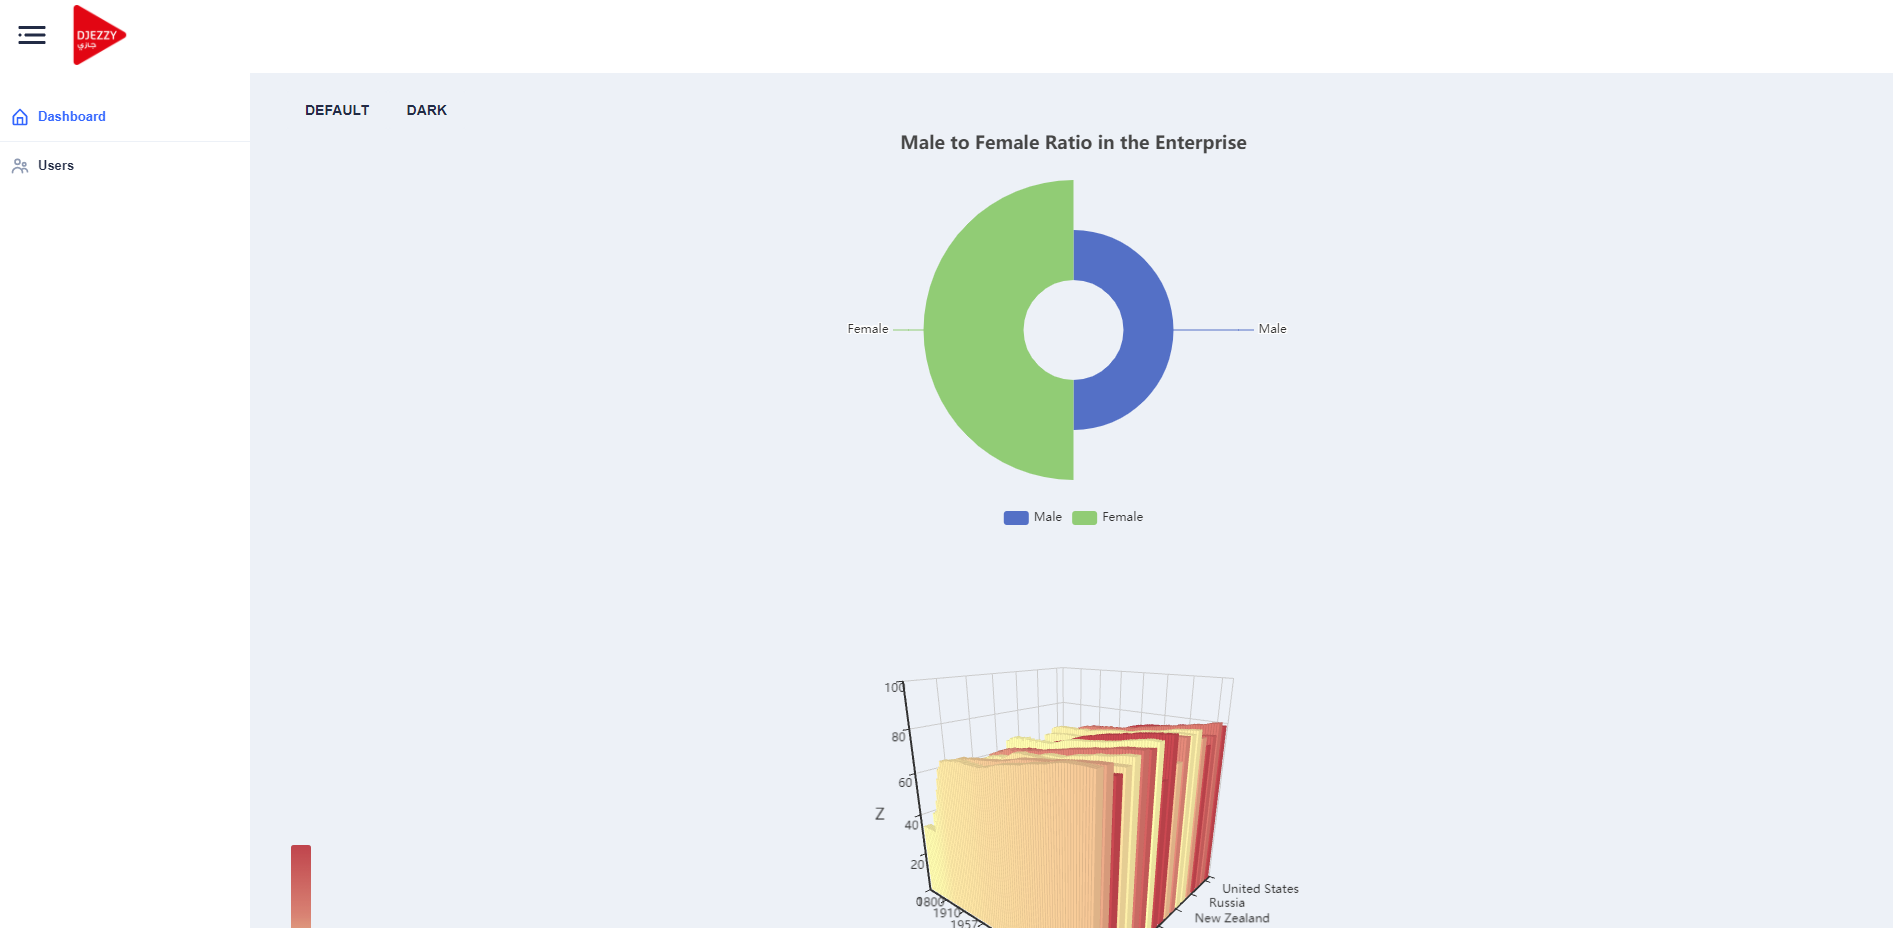 DJEZZY
جازي
Dashboard
Users
DEFAULT
DARK
Male to Female Ratio in the Enterprise
Female
Male
Male
Female
100
80
60
Z
40
20
0
1800
1910
1957
United States
Russia
New Zealand